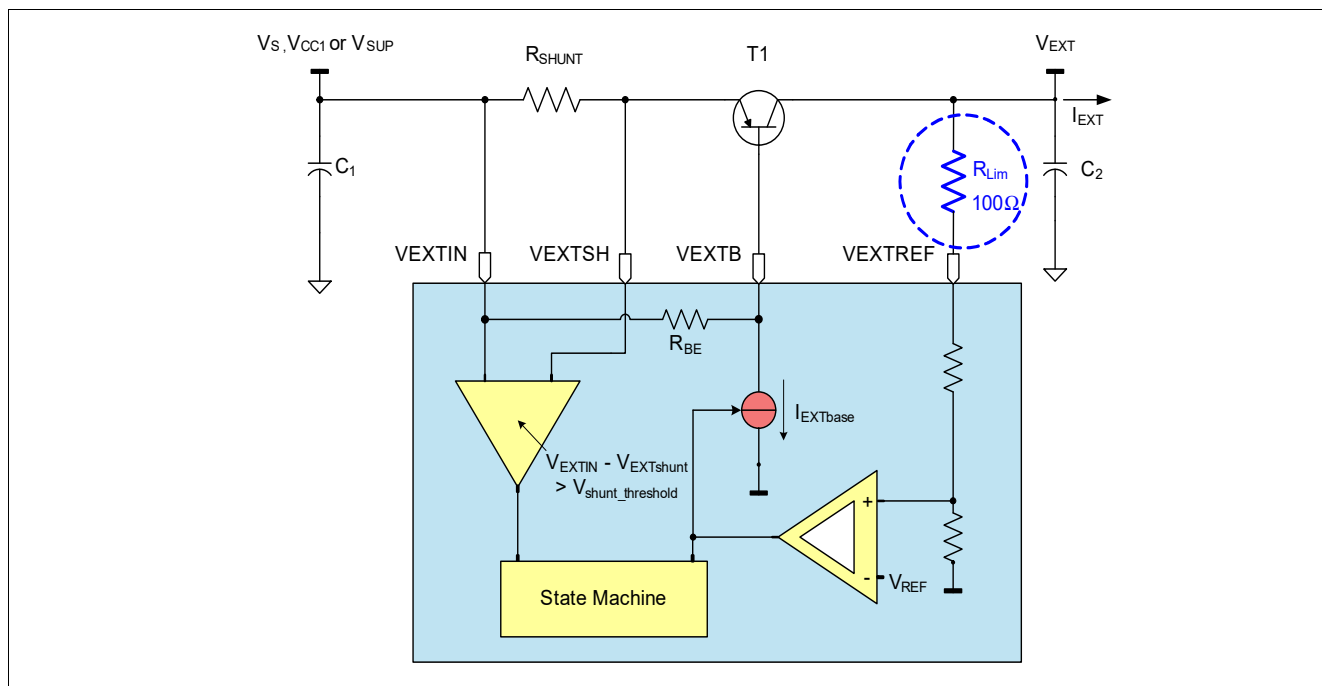 VS,VCC1 or VSUP
RSHUNT
T1
VEXT
IEXT
C1
RLim
100Ω
C2
VEXTIN
VEXTSH
VEXTB
VEXTREF
RBE
IEXTbase
VEXTIN - VEXTshunt
> Vshunt_threshold
+
-
VREF
State Machine